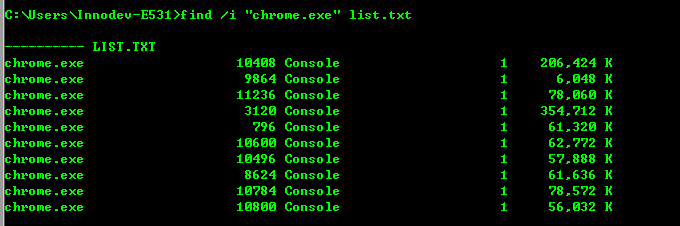 C:\Users\Innodev-E531>find /i "chrome.exe" list.txt
---------- LIST.TXT
chrome.exe 10408 Console 1 206,424 K
chrome.exe 9864 Console 1 6,048 K
chrome.exe 11236 Console 1 78,060 K
chrome.exe 3120 Console 1 354,712 K
chrome.exe 796 Console 1 61,320 K
chrome.exe 10600 Console 1 62,772 K
chrome.exe 10496 Console 1 57,888 K
chrome.exe 8624 Console 1 61,636 K
chrome.exe 10784 Console 1 78,572 K
chrome.exe 10800 Console 1 56,032 K